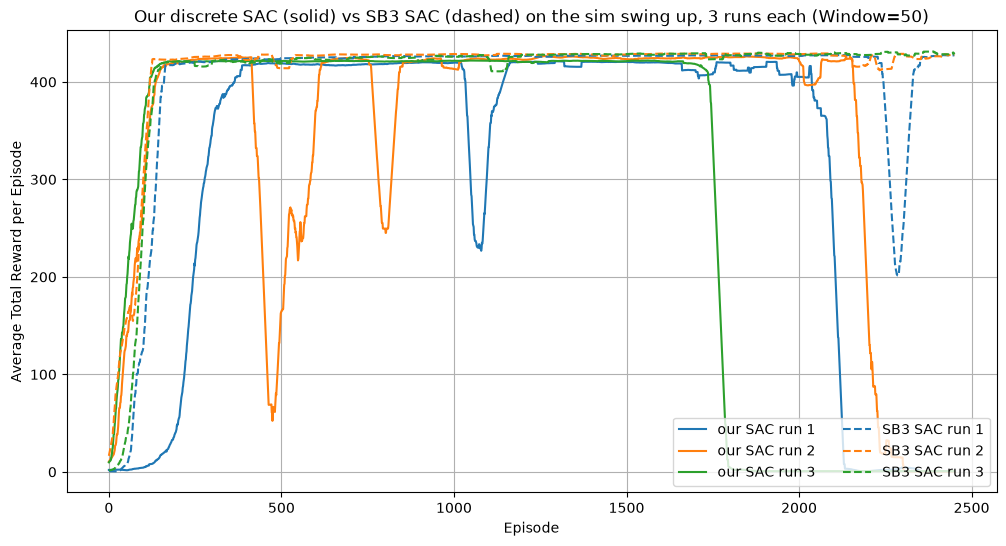 Our discrete SAC (solid) vs SB3 SAC (dashed) on the sim swing up, 3 runs each (Window=50)
Average Total Reward per Episode
400
300
200
100
0
our SAC run 1
our SAC run 2
our SAC run 3
SB3 SAC run 1
SB3 SAC run 2
SB3 SAC run 3
0
500
1000
1500
2000
2500
Episode